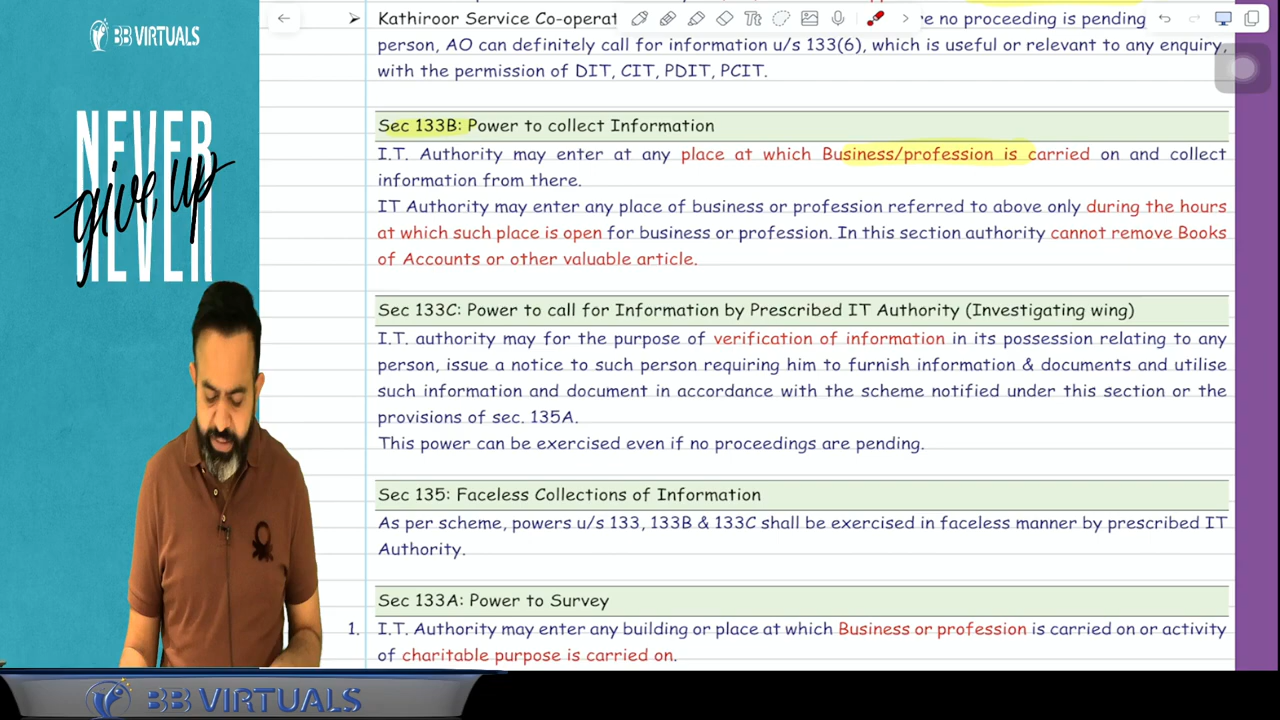 BB VIRTUALS
NEVER
give up
NEVER
➤ Kathiroor Service Co-operat re no proceeding is pending
person, AO can definitely call for information u/s 133(6), which is useful or relevant to any enquiry,
with the permission of DIT, CIT, PDIT, PCIT.
Sec 133B: Power to collect Information
I.T. Authority may enter at any place at which Business/profession is carried on and collect
information from there.
IT Authority may enter any place of business or profession referred to above only during the hours
at which such place is open for business or profession. In this section authority cannot remove Books
of Accounts or other valuable article.
Sec 133C: Power to call for Information by Prescribed IT Authority (Investigating wing)
I.T. authority may for the purpose of verification of information in its possession relating to any
person, issue a notice to such person requiring him to furnish information & documents and utilise
such information and document in accordance with the scheme notified under this section or the
provisions of sec. 135A.
This power can be exercised even if no proceedings are pending.
Sec 135: Faceless Collections of Information
As per scheme, powers u/s 133, 133B & 133C shall be exercised in faceless manner by prescribed IT
Authority.
Sec 133A: Power to Survey
1. I.T. Authority may enter any building or place at which Business or profession is carried on or activity
of charitable purpose is carried on.
BB VIRTUALS